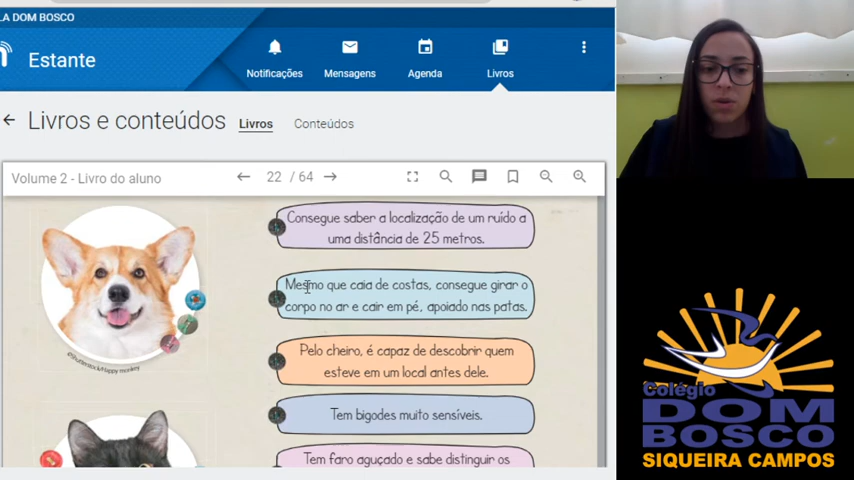 LA DOM BOSCO
Estante
Notificações
Mensagens
Agenda
Livros
Livros e conteúdos
Livros
Conteúdos
Volume 2 - Livro do aluno
22 / 64
Consegue saber a localização de um ruído a
uma distância de 25 metros.
Mesmo que caia de costas, consegue girar o
corpo no ar e cair em pé, apoiado nas patas.
Pelo cheiro, é capaz de descobrir quem
esteve em um local antes dele.
Tem bigodes muito sensíveis.
Tem faro aguçado e sabe distinguir os
©Shutterstock/Happy monkey
Colégio
DOM
BOSCO
SIQUEIRA CAMPOS